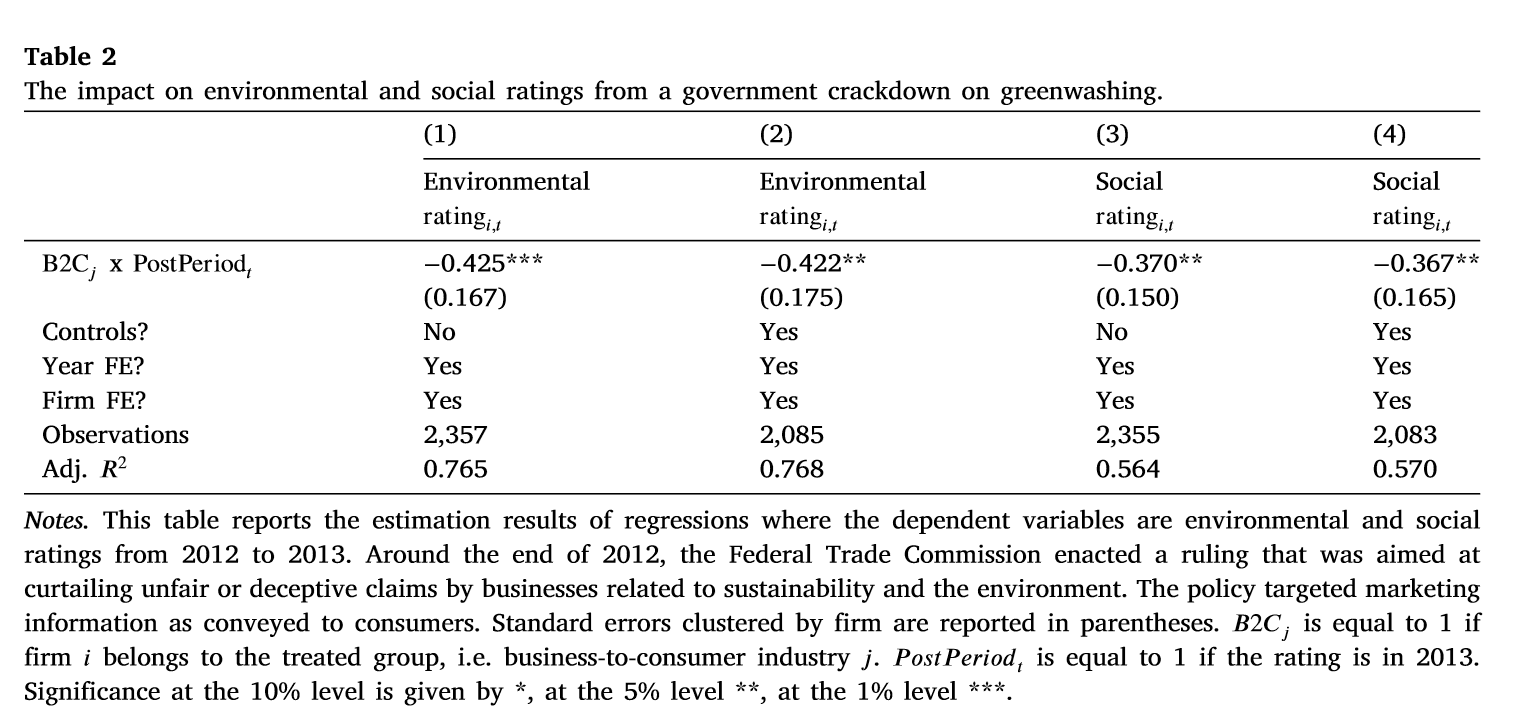 Table 2
The impact on environmental and social ratings from a government crackdown on greenwashing.
(1) (2) (3) (4)
Environmental Environmental Social Social
rating_{i,t} rating_{i,t} rating_{i,t} rating_{i,t}
B2C_j x PostPeriod_t −0.425*** −0.422** −0.370** −0.367**
(0.167) (0.175) (0.150) (0.165)
Controls? No Yes No Yes
Year FE? Yes Yes Yes Yes
Firm FE? Yes Yes Yes Yes
Observations 2,357 2,085 2,355 2,083
Adj. R² 0.765 0.768 0.564 0.570
Notes. This table reports the estimation results of regressions where the dependent variables are environmental and social
ratings from 2012 to 2013. Around the end of 2012, the Federal Trade Commission enacted a ruling that was aimed at
curtailing unfair or deceptive claims by businesses related to sustainability and the environment. The policy targeted marketing
information as conveyed to consumers. Standard errors clustered by firm are reported in parentheses. B2C_j is equal to 1 if
firm i belongs to the treated group, i.e. business-to-consumer industry j. PostPeriod_t is equal to 1 if the rating is in 2013.
Significance at the 10% level is given by *, at the 5% level **, at the 1% level ***.